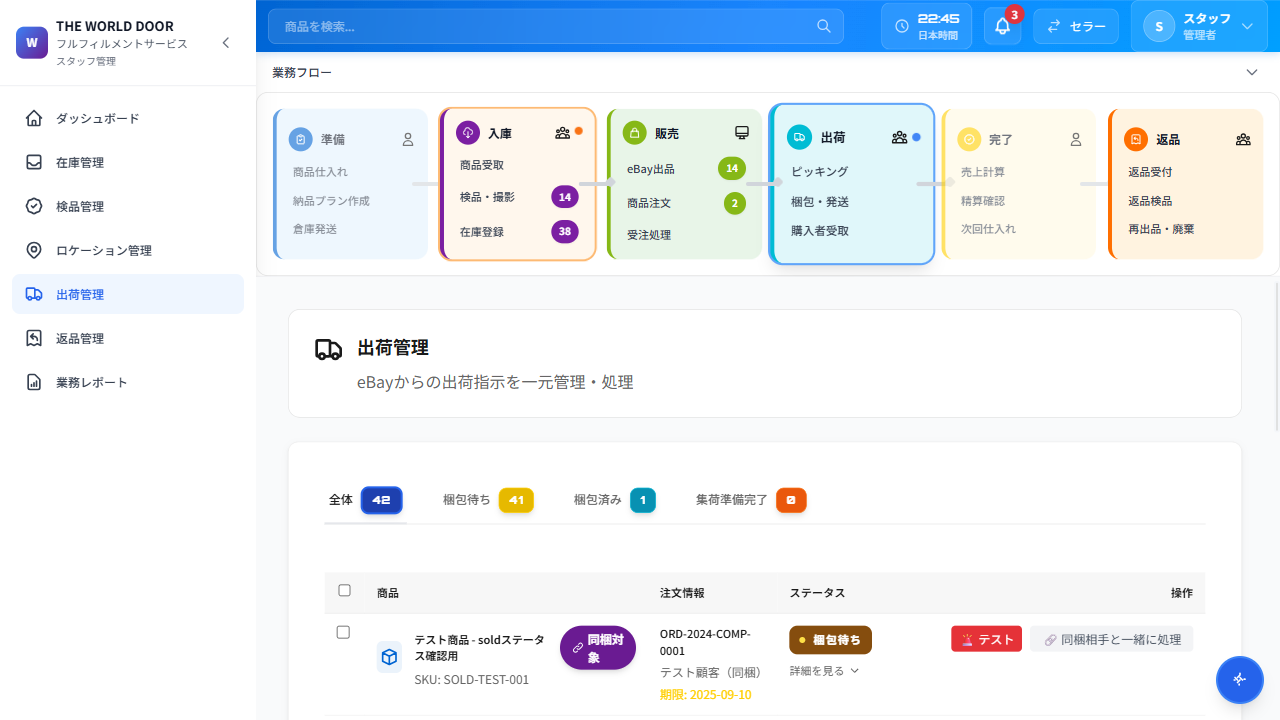 W
THE WORLD DOOR
フルフィルメントサービス
スタッフ管理
ダッシュボード
在庫管理
検品管理
ロケーション管理
出荷管理
返品管理
業務レポート
商品を検索...
22:45
日本時間
3
セラー
S
スタッフ
管理者
業務フロー
準備
商品仕入れ
納品プラン作成
倉庫発送
入庫
商品受取
検品・撮影 14
在庫登録 38
販売
eBay出品 14
商品注文 2
受注処理
出荷
ピッキング
梱包・発送
購入者受取
完了
売上計算
精算確認
次回仕入れ
返品
返品受付
返品検品
再出品・廃棄
出荷管理
eBayからの出荷指示を一元管理・処理
全体 42 梱包待ち 41 梱包済み 1 集荷準備完了 0
商品 注文情報 ステータス 操作
テスト商品 - soldステータ
ス確認用
SKU: SOLD-TEST-001
同梱対
象
ORD-2024-COMP-
0001
テスト顧客（同梱）
期限: 2025-09-10
梱包待ち
詳細を見る
テスト
同梱相手と一緒に処理